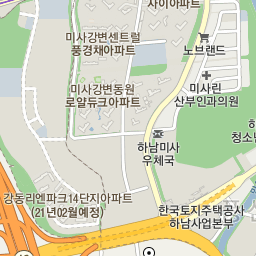 사이아파트
미사강변센트럴
풍경채아파트
노브랜드
미사강변동원
로얄듀크아파트
미사린
산부인과의원
하남미사
우체국
하남
청소년
강동리엔파크14단지아파트
(21년02월예정)
한국토지주택공사
하남사업본부